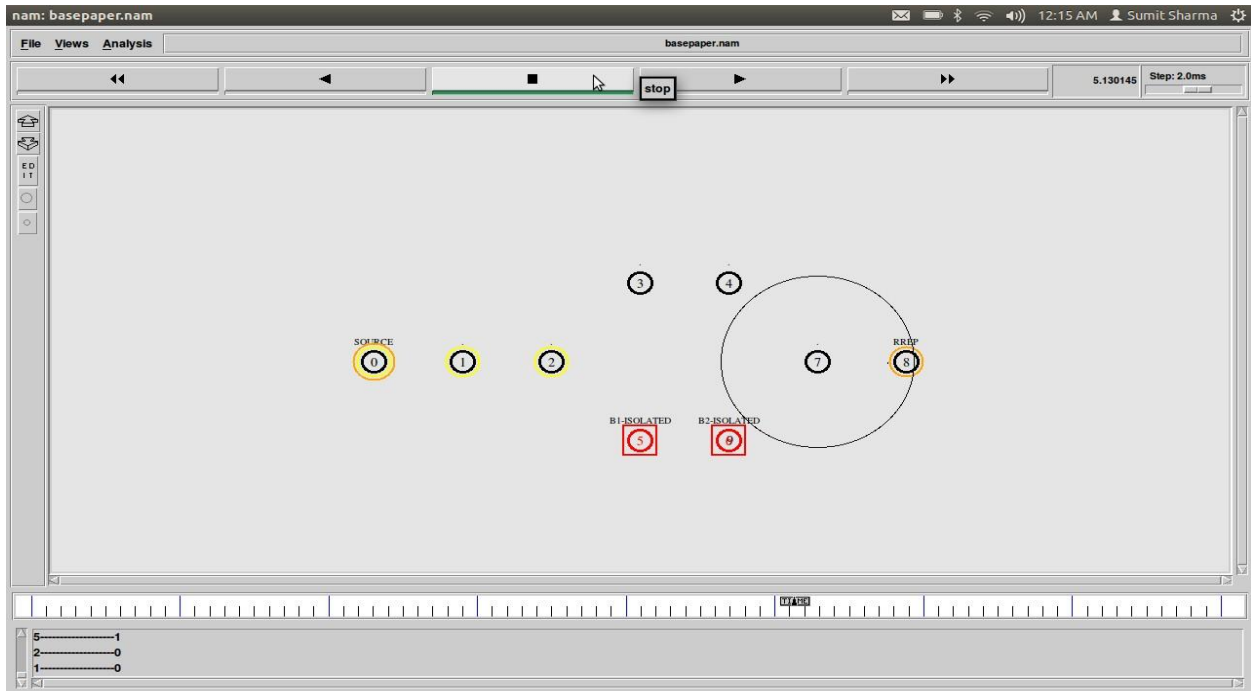 nam: basepaper.nam 12:15 AM Sumit Sharma
File Views Analysis basepaper.nam
stop 5.130145 Step: 2.0ms
E D
I T
3 4
SOURCE RREP
0 1 2 7 8
B1-ISOLATED B2-ISOLATED
5
TIME
5-------------------1
2-------------------0
1-------------------0